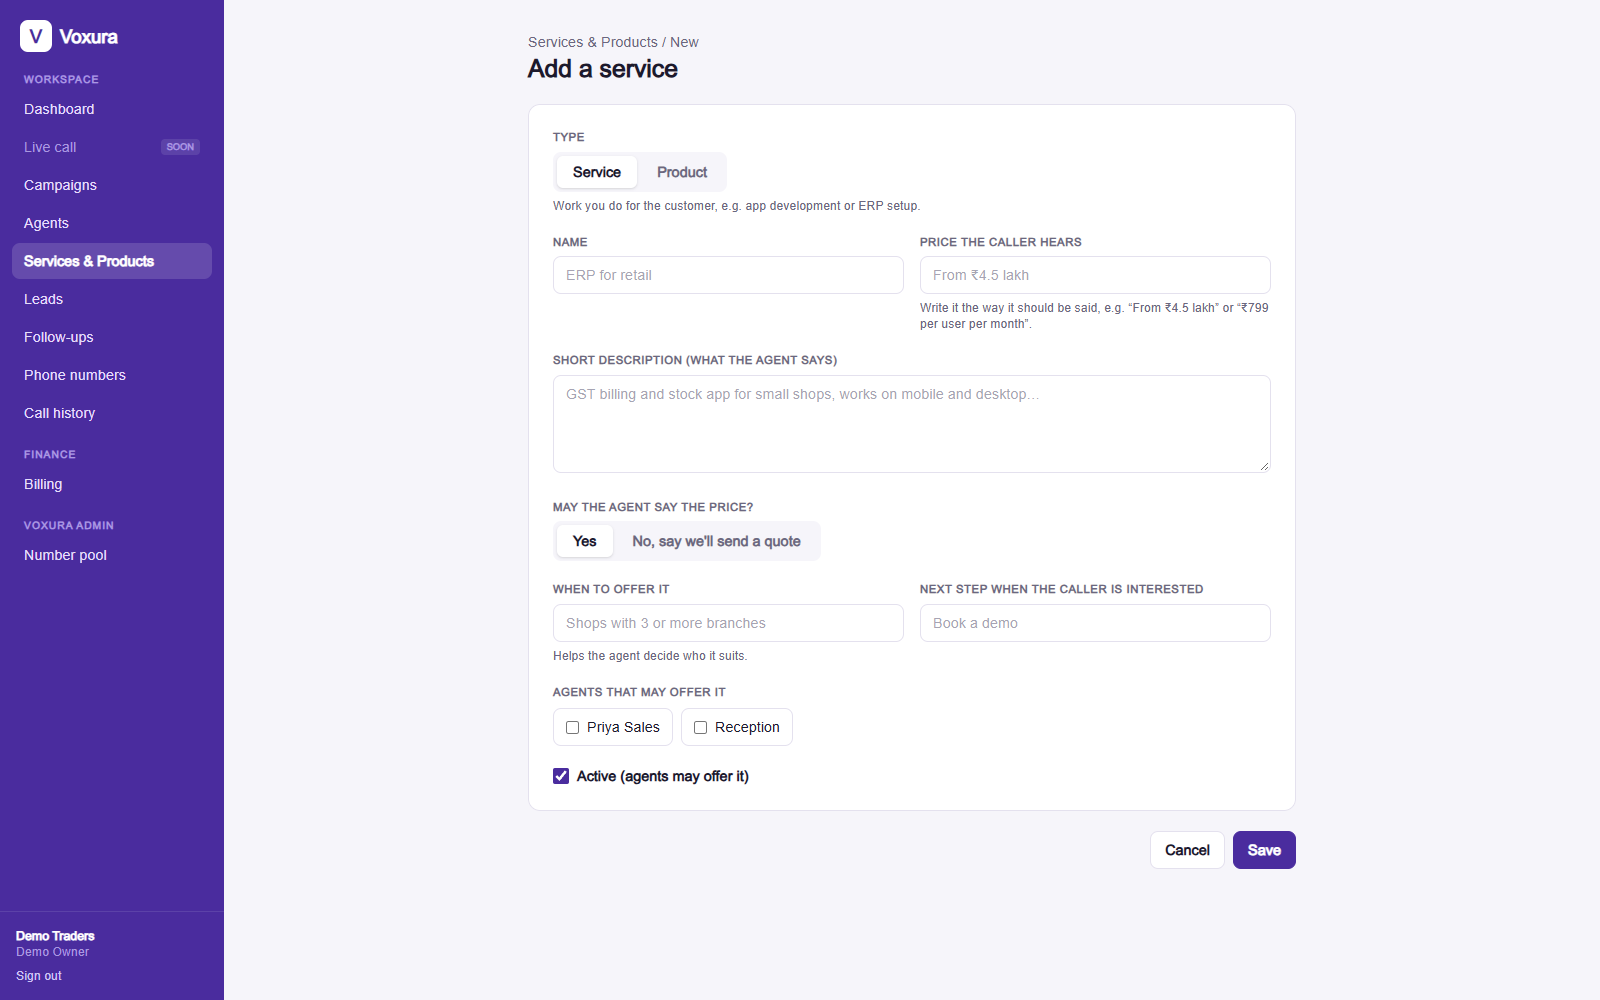 V Voxura
WORKSPACE
Dashboard
Live call SOON
Campaigns
Agents
Services & Products
Leads
Follow-ups
Phone numbers
Call history
FINANCE
Billing
VOXURA ADMIN
Number pool
Demo Traders
Demo Owner
Sign out
Services & Products / New
Add a service
TYPE
Service Product
Work you do for the customer, e.g. app development or ERP setup.
NAME
ERP for retail
PRICE THE CALLER HEARS
From ₹4.5 lakh
Write it the way it should be said, e.g. “From ₹4.5 lakh” or “₹799
per user per month”.
SHORT DESCRIPTION (WHAT THE AGENT SAYS)
GST billing and stock app for small shops, works on mobile and desktop…
MAY THE AGENT SAY THE PRICE?
Yes No, say we'll send a quote
WHEN TO OFFER IT
Shops with 3 or more branches
Helps the agent decide who it suits.
NEXT STEP WHEN THE CALLER IS INTERESTED
Book a demo
AGENTS THAT MAY OFFER IT
Priya Sales Reception
Active (agents may offer it)
Cancel Save